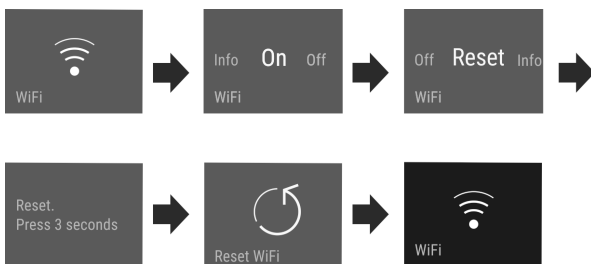 WiFi
Info On Off
WiFi
Off Reset Info
WiFi
Reset.
Press 3 seconds
Reset WiFi
WiFi